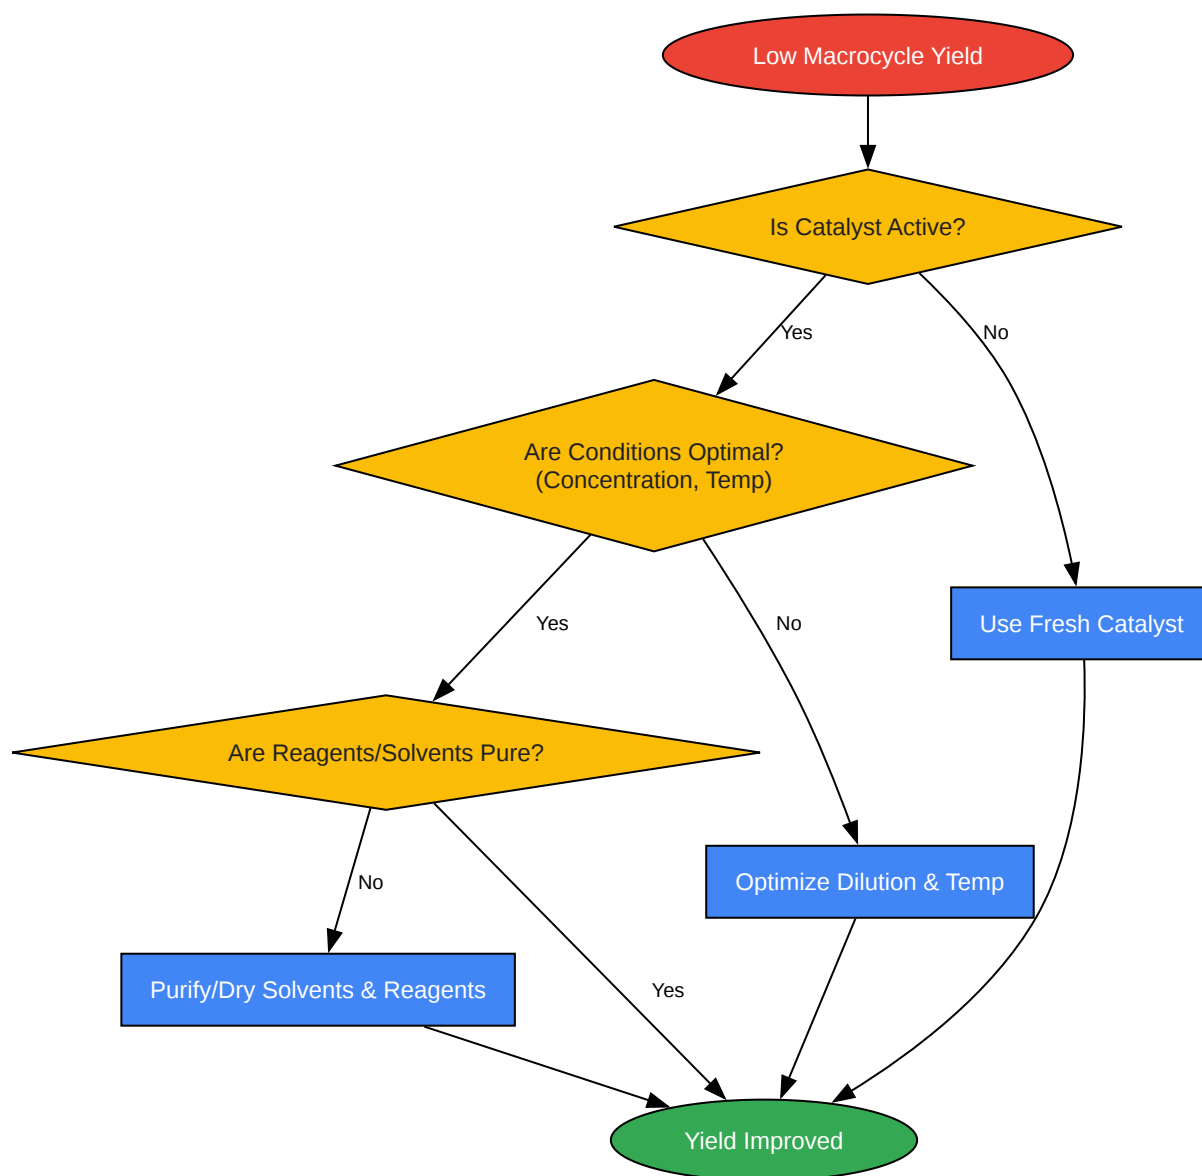 Low Macrocycle Yield
Is Catalyst Active?
Yes
No
Are Conditions Optimal?
(Concentration, Temp)
Yes
No
Use Fresh Catalyst
Are Reagents/Solvents Pure?
No
Optimize Dilution & Temp
Purify/Dry Solvents & Reagents
Yes
Yield Improved